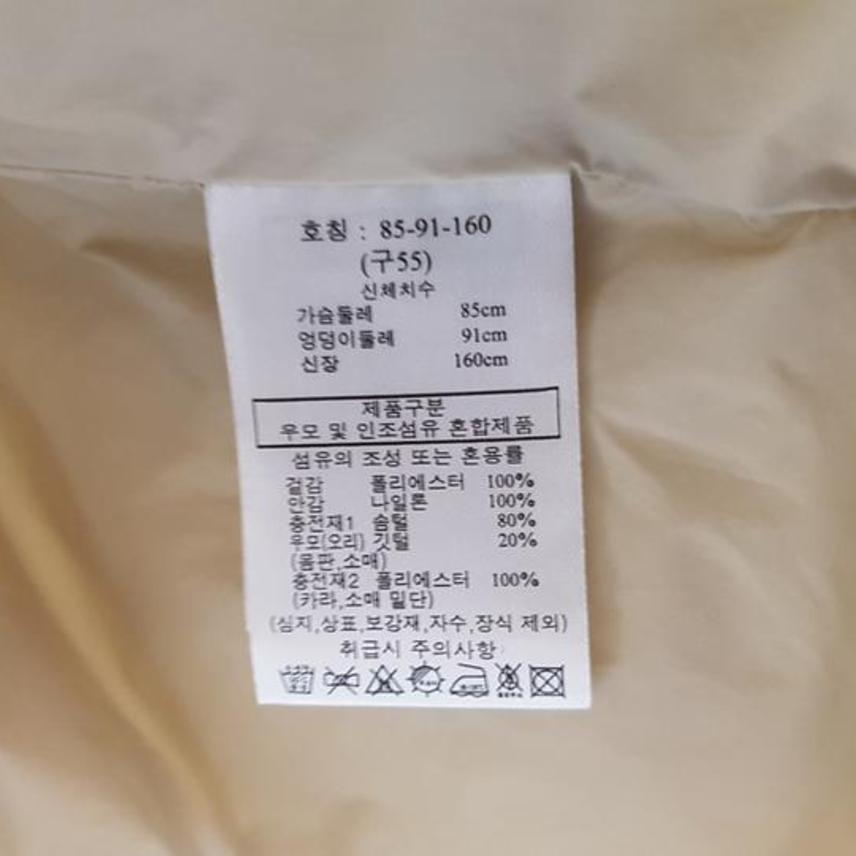 호칭 : 85-91-160
(구55)
신체치수
가슴둘레 85cm
엉덩이둘레 91cm
신장 160cm
제품구분
우모 및 인조섬유 혼합제품
섬유의 조성 또는 혼용률
겉감 폴리에스터 100%
안감 나일론 100%
충전재1 솜털 80%
우모(오리) 깃털 20%
(몸판,소매)
충전재2 폴리에스터 100%
(카라,소매 밑단)
(심지,상표,보강재,자수,장식 제외)
취급시 주의사항